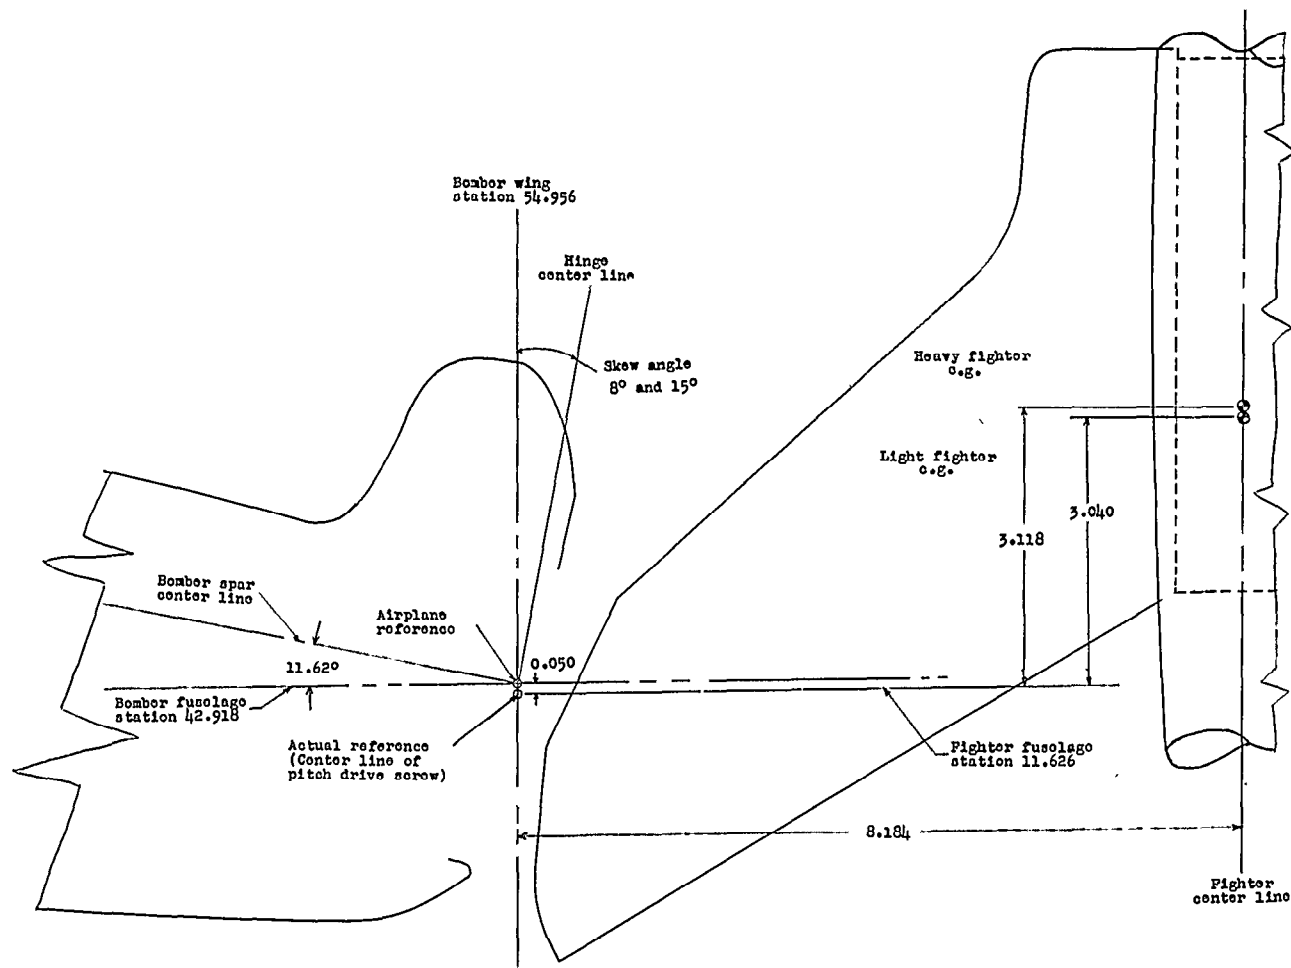 Bomber wing
station 54.956
Hinge
center line
Skew angle
8° and 15°
Heavy fighter
c.g.
Light fighter
c.g.
3.040
3.118
Bomber spar
center line
Airplane
reference
11.62°
0.050
Bomber fuselage
station 42.918
Actual reference
(Center line of
pitch drive screw)
Fighter fuselage
station 11.626
8.184
Fighter
center line